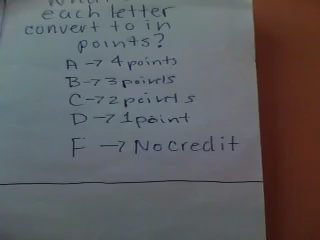 each letter
convert to in
points?
A → 4 points
B → 3 points
C → 2 points
D → 1 point
F → No credit